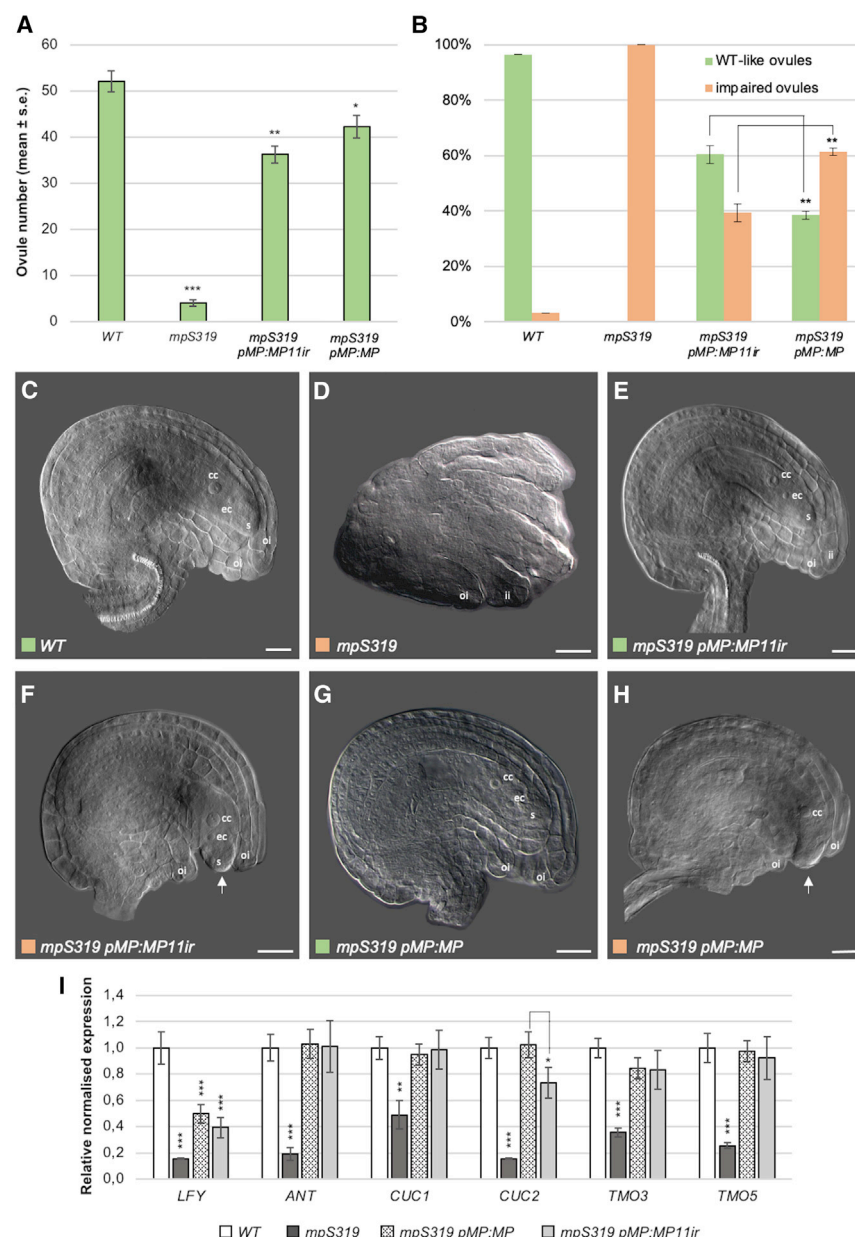 A
60
50
40
30
20
10
0
Ovule number (mean ± s.e.)
***
**
*
WT
mpS319
mpS319
pMP:MP11ir
mpS319
pMP:MP
B
100%
80%
60%
40%
20%
0%
WT-like ovules
impaired ovules
**
**
WT
mpS319
mpS319
pMP:MP11ir
mpS319
pMP:MP
C
cc
ec
s
oi
oi
WT
D
oi
ii
mpS319
E
cc
ec
s
ii
oi
mpS319 pMP:MP11ir
F
cc
ec
s
oi
oi
mpS319 pMP:MP11ir
G
cc
ec
s
oi
oi
mpS319 pMP:MP
H
cc
oi
oi
mpS319 pMP:MP
I
Relative normalised expression
1,4
1,2
1,0
0,8
0,6
0,4
0,2
0,0
***
***
***
***
**
***
*
***
***
LFY
ANT
CUC1
CUC2
TMO3
TMO5
WT
mpS319
mpS319 pMP:MP
mpS319 pMP:MP11ir